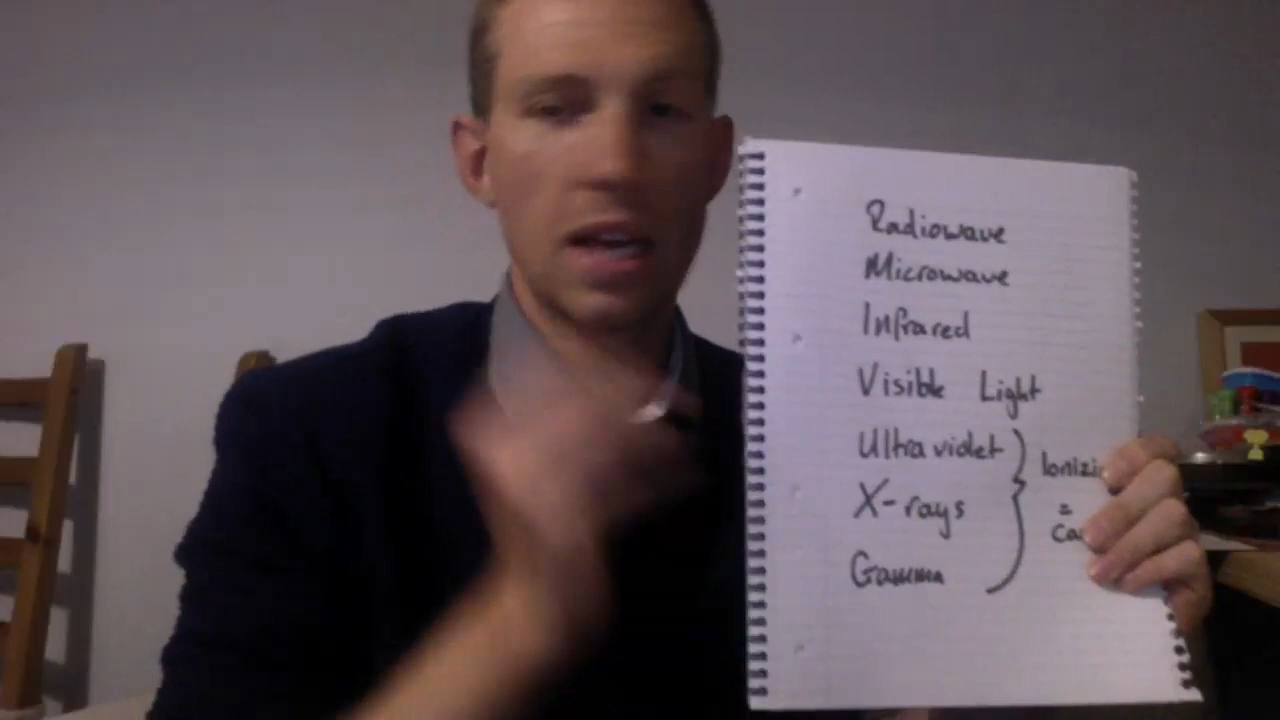 Radiowave
Microwave
Infrared
Visible Light
Ultraviolet
X-rays
Gamma
=